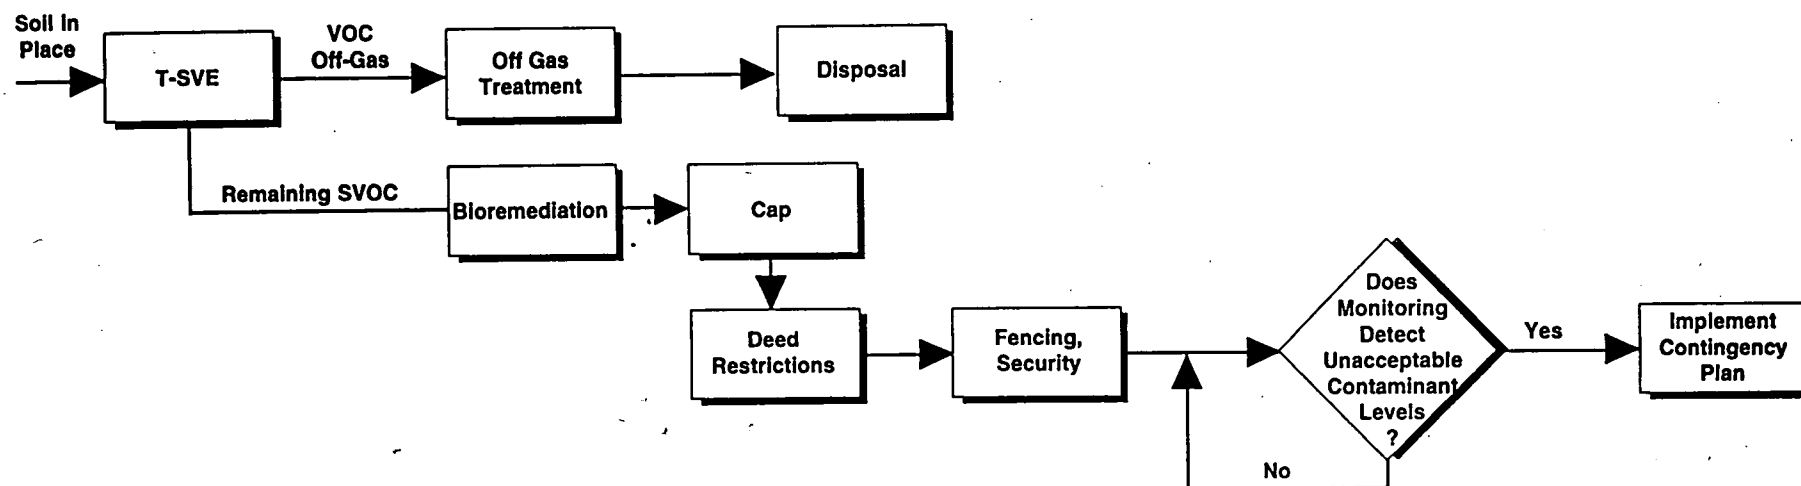 Soil in
Place
T-SVE
VOC
Off-Gas
Off Gas
Treatment
Disposal
Remaining SVOC
Bioremediation
Cap
Deed
Restrictions
Fencing,
Security
Does
Monitoring
Detect
Unacceptable
Contaminant
Levels
?
Yes
Implement
Contingency
Plan
No